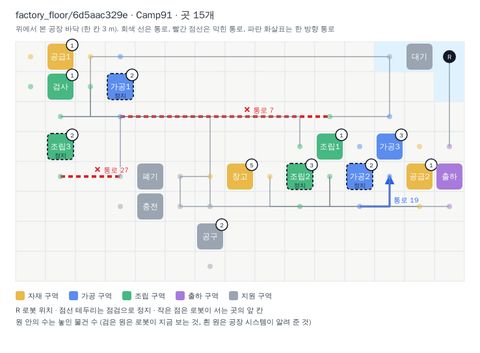 factory_floor/6d5aac329e · Camp91 · 곳 15개
위에서 본 공장 바닥 (한 칸 3 m). 회색 선은 통로, 빨간 점선은 막힌 통로, 파란 화살표는 한 방향 통로
공급1 1
대기
R
검사 1
가공1 2
정지
✕ 통로 7
조립3 2
정지
조립1 1
가공3 3
✕ 통로 27
폐기
창고 5
조립2 3
정지
가공2 2
정지
공급2 1
출하
충전
통로 19
공구 2
자재 구역
가공 구역
조립 구역
출하 구역
지원 구역
R 로봇 위치 · 점선 테두리는 점검으로 정지 · 작은 점은 로봇이 서는 곳의 앞 칸
원 안의 수는 놓인 물건 수 (검은 원은 로봇이 지금 보는 것, 흰 원은 공장 시스템이 알려 준 것)